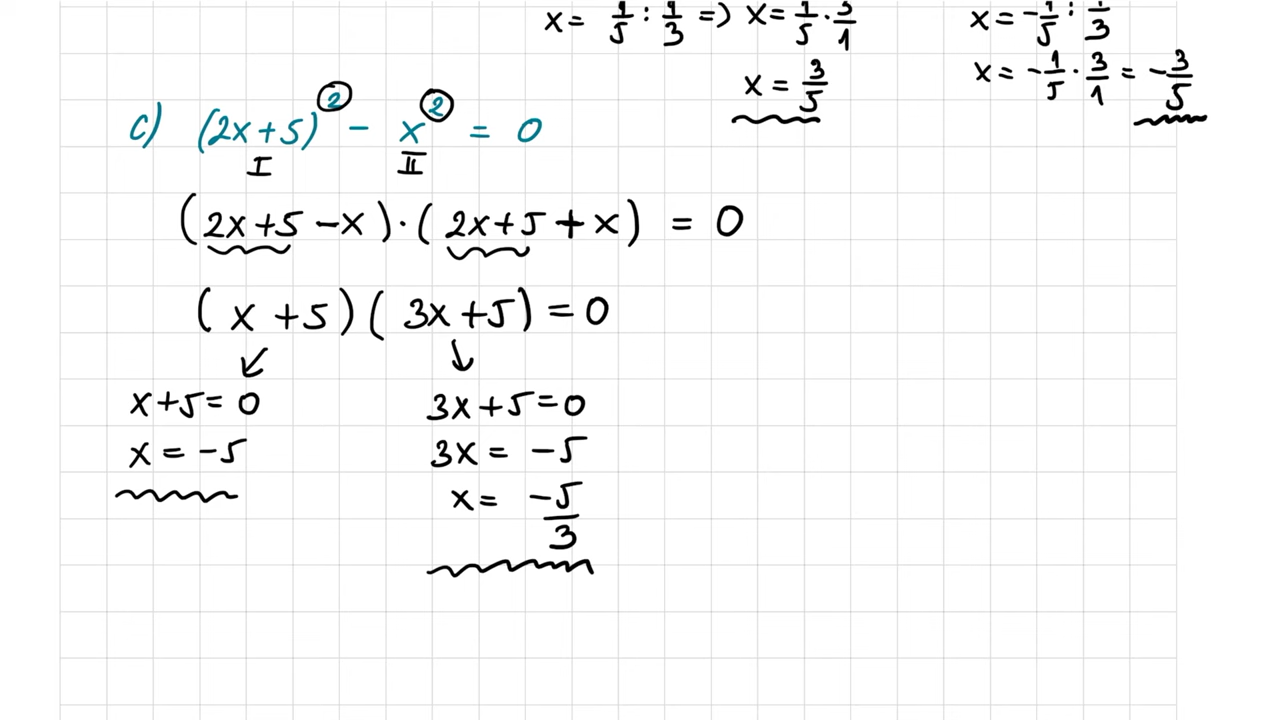 x = 1/5 : 1/3 => x = 1/5 · 3/1
x = 3/5
x = -1/5 : 1/3
x = -1/5 · 3/1 = -3/5
c) (2x+5)² - x² = 0
I II
(2x+5-x)·(2x+5+x) = 0
(x+5)(3x+5) = 0
↙ ↓
x+5=0
x = -5
3x+5=0
3x = -5
x = -5/3